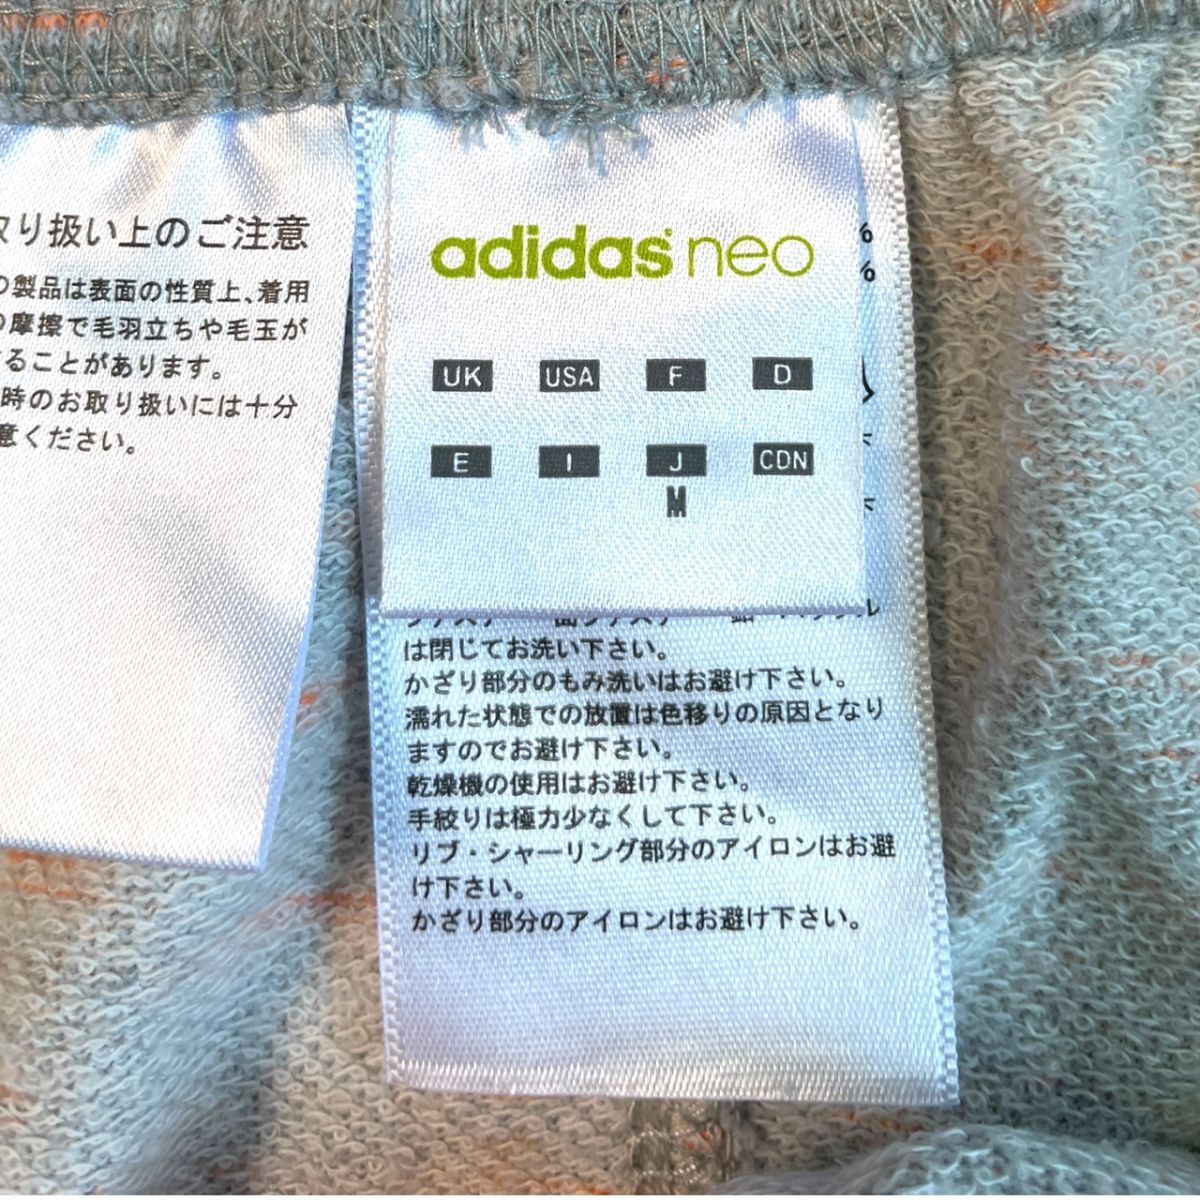 り扱い上のご注意
製品は表面の性質上、着用
摩擦で毛羽立ちや毛玉が
ることがあります。
時のお取り扱いには十分
意ください。
adidas neo
UK USA F D
E I J CDN
M
%
%
は閉じてお洗い下さい。
かざり部分のもみ洗いはお避け下さい。
濡れた状態での放置は色移りの原因となり
ますのでお避け下さい。
乾燥機の使用はお避け下さい。
手絞りは極力少なくして下さい。
リブ・シャーリング部分のアイロンはお避
け下さい。
かざり部分のアイロンはお避け下さい。